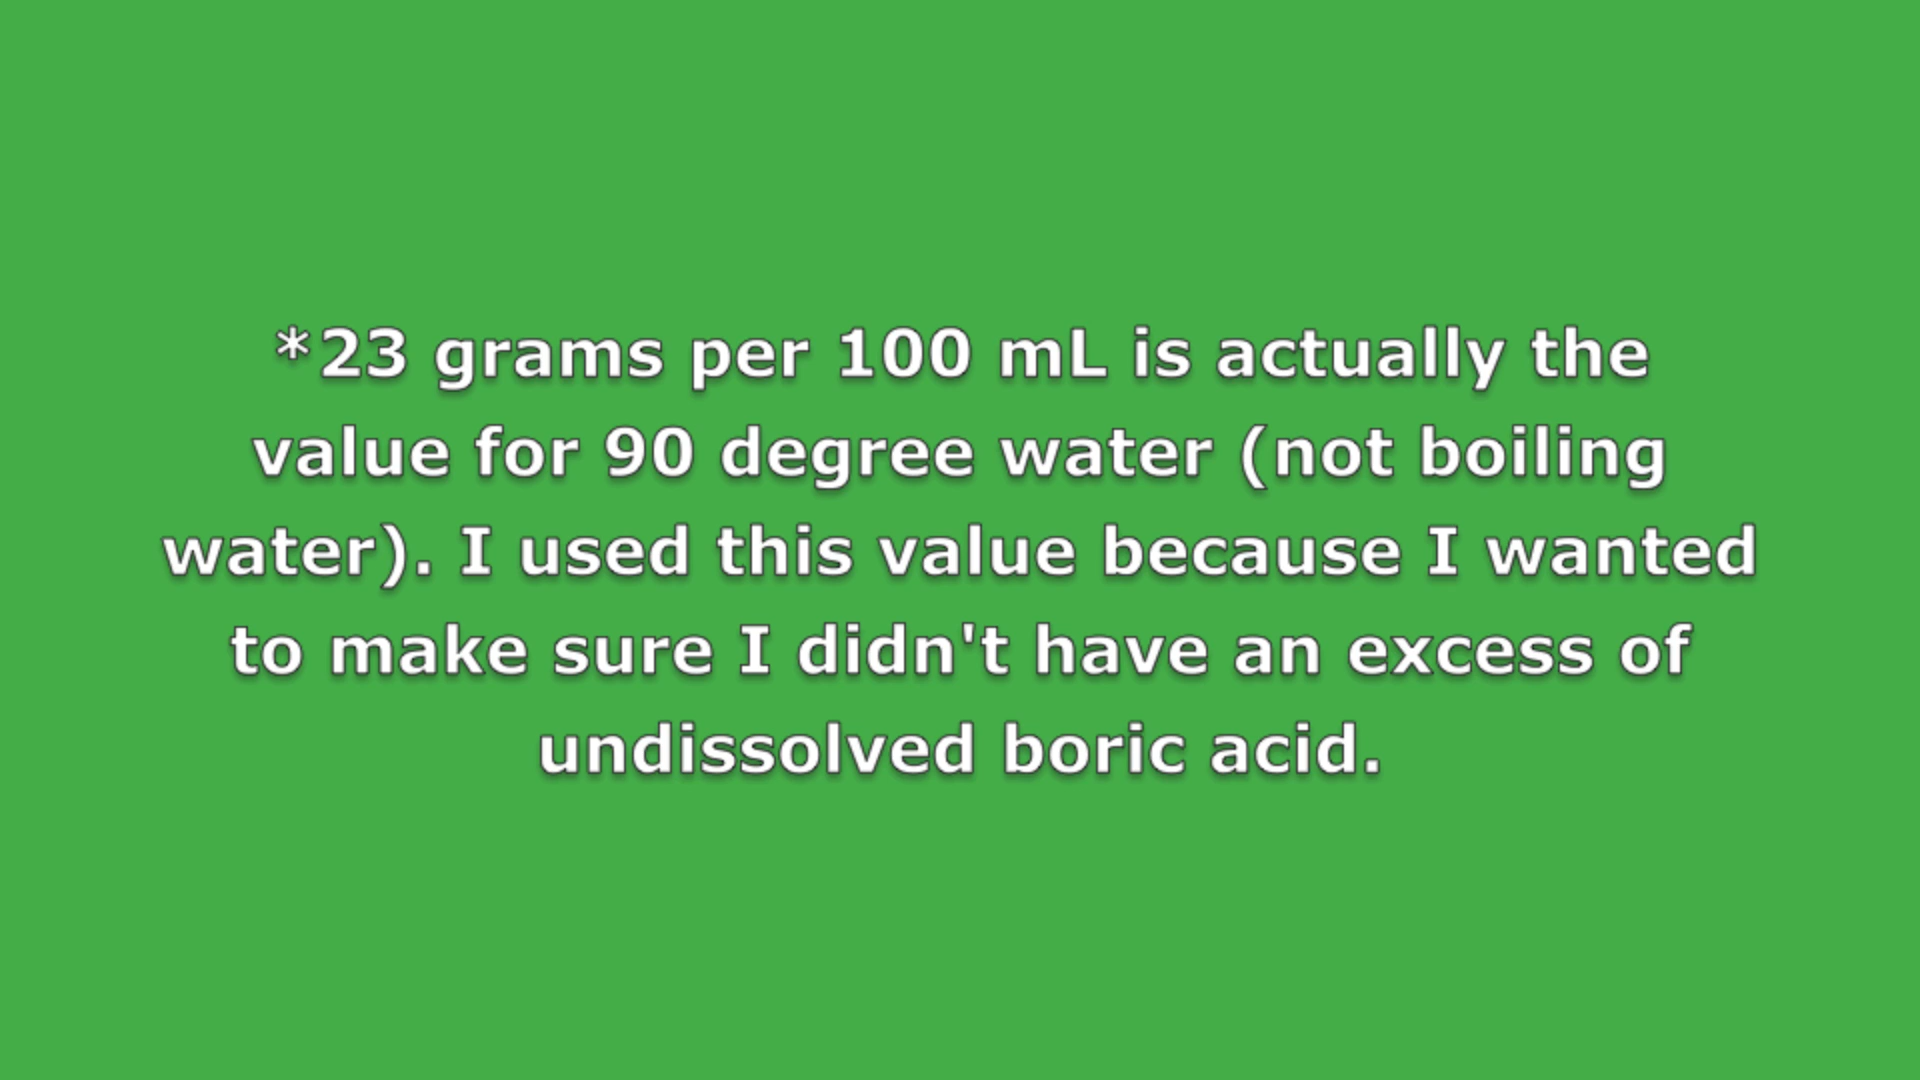 *23 grams per 100 mL is actually the
value for 90 degree water (not boiling
water). I used this value because I wanted
to make sure I didn't have an excess of
undissolved boric acid.